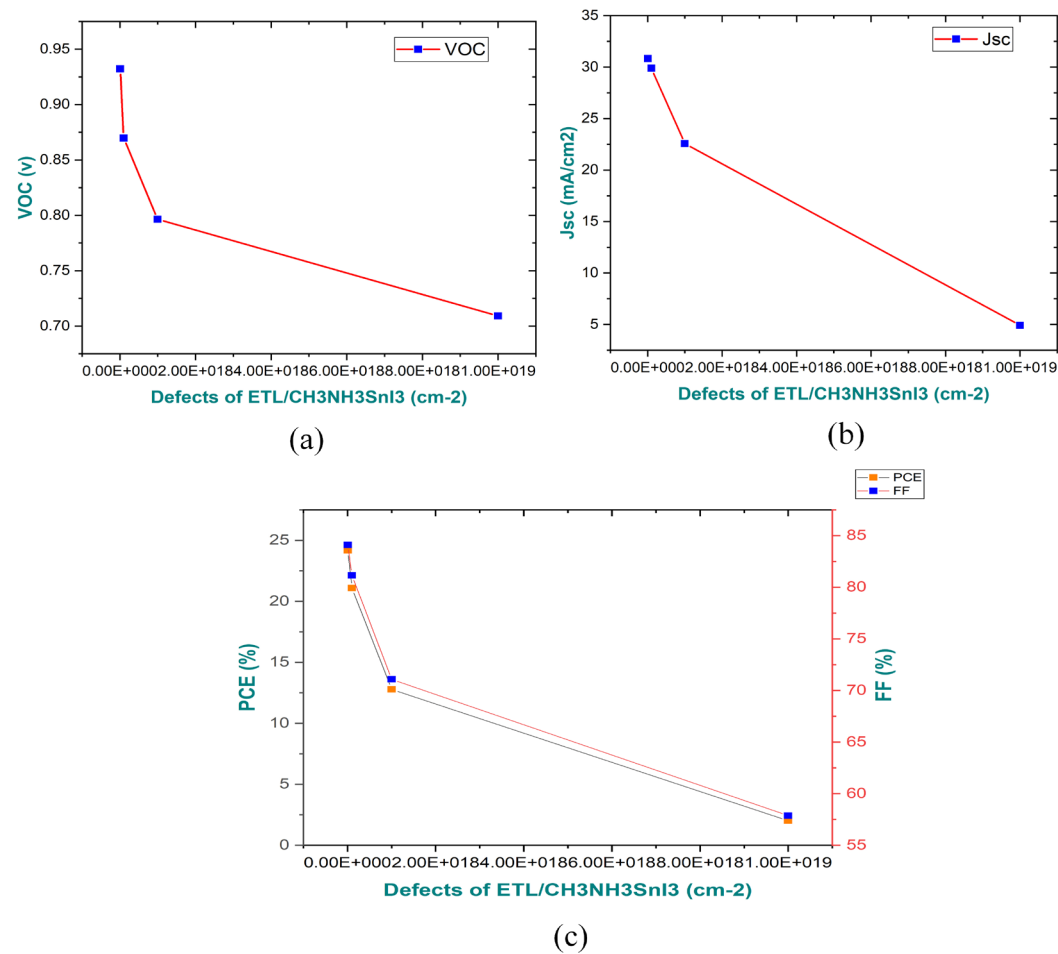 VOC
0.95
0.90
0.85
0.80
0.75
0.70
VOC (v)
0.00E+0002.00E+0184.00E+0186.00E+0188.00E+0181.00E+019
Defects of ETL/CH3NH3SnI3 (cm-2)
(a)
Jsc
35
30
25
20
15
10
5
Jsc (mA/cm2)
0.00E+0002.00E+0184.00E+0186.00E+0188.00E+0181.00E+019
Defects of ETL/CH3NH3SnI3 (cm-2)
(b)
PCE
FF
25
20
15
10
5
0
PCE (%)
85
80
75
70
65
60
55
FF (%)
0.00E+0002.00E+0184.00E+0186.00E+0188.00E+0181.00E+019
Defects of ETL/CH3NH3SnI3 (cm-2)
(c)